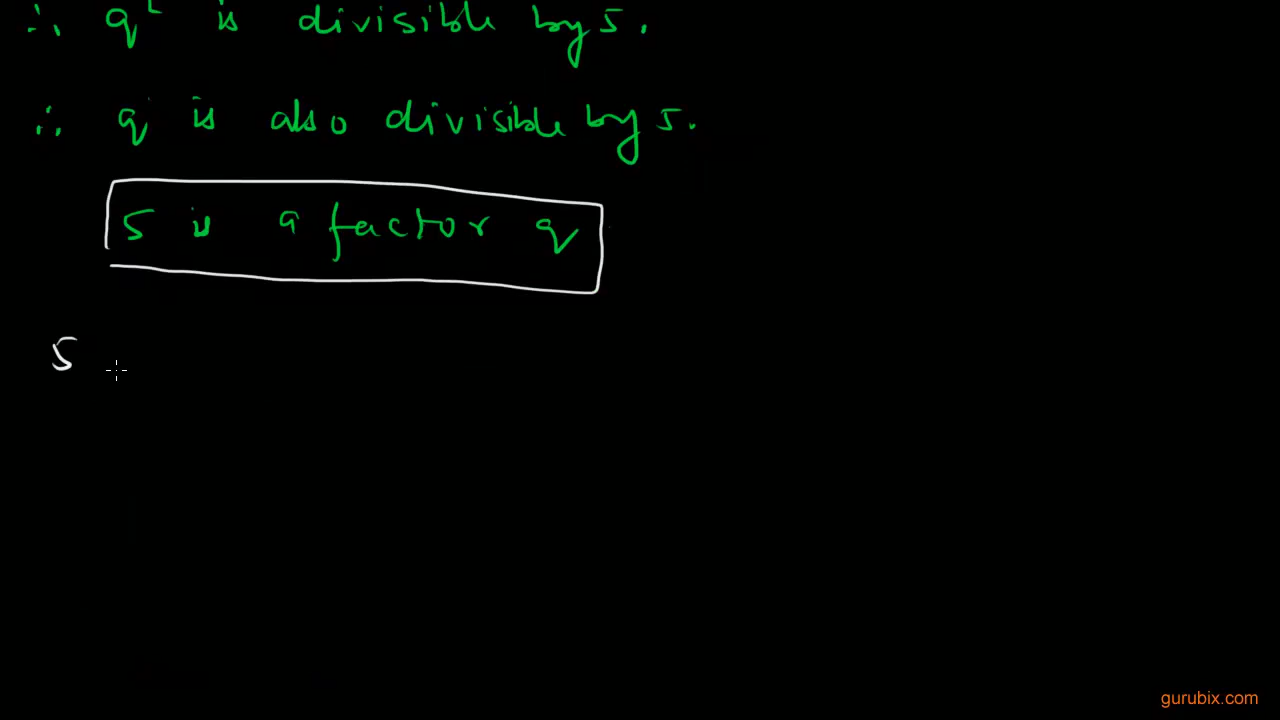 ∴ q² is divisible by 5.
∴ q is also divisible by 5.
5 is a factor q
5
gurubix.com